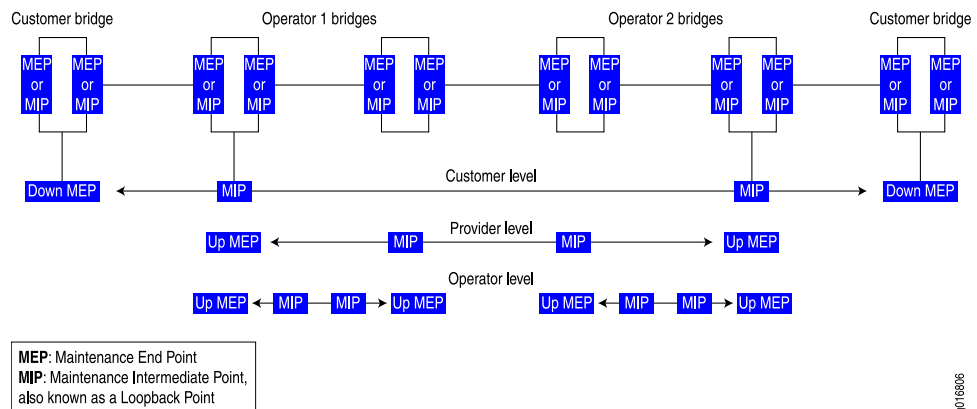 Customer bridge Operator 1 bridges Operator 2 bridges Customer bridge
MEP MEP MEP MEP MEP MEP MEP MEP MEP MEP MEP MEP
or or or or or or or or or or or or
MIP MIP MIP MIP MIP MIP MIP MIP MIP MIP MIP MIP
Customer level
Down MEP MIP MIP Down MEP
Provider level
Up MEP MIP MIP Up MEP
Operator level
Up MEP MIP MIP Up MEP Up MEP MIP MIP Up MEP
MEP: Maintenance End Point
MIP: Maintenance Intermediate Point,
also known as a Loopback Point